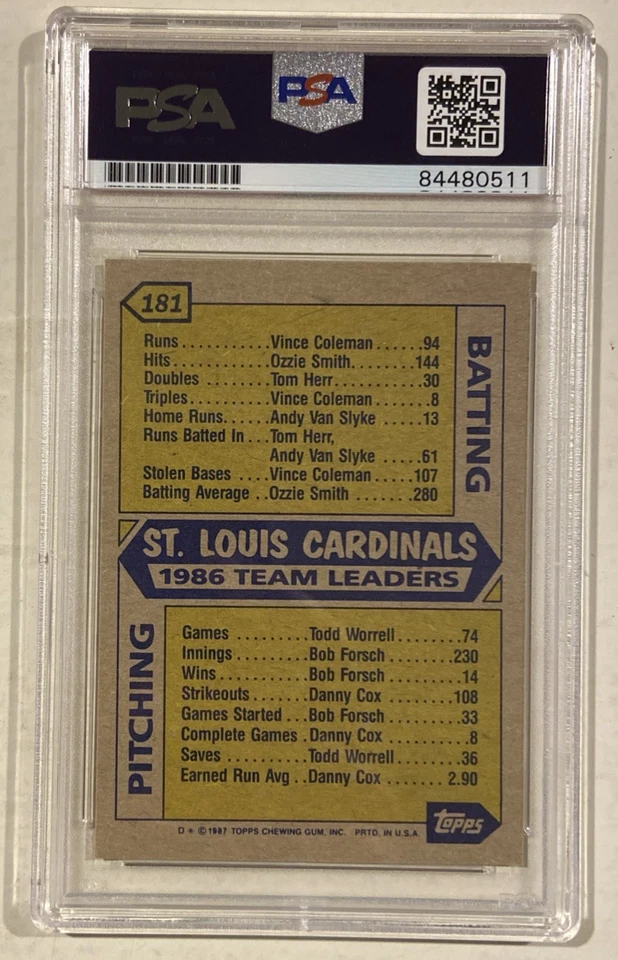 PSA
PSA
84480511
181
BATTING
Runs..........Vince Coleman......94
Hits...........Ozzie Smith........144
Doubles ........Tom Herr...........30
Triples.........Vince Coleman.......8
Home Runs......Andy Van Slyke .....13
Runs Batted In ...Tom Herr,
Andy Van Slyke .....61
Stolen Bases ....Vince Coleman.....107
Batting Average ..Ozzie Smith .......280
ST. LOUIS CARDINALS
1986 TEAM LEADERS
PITCHING
Games .........Todd Worrell........74
Innings.........Bob Forsch ........230
Wins...........Bob Forsch .........14
Strikeouts.......Danny Cox ........108
Games Started ...Bob Forsch .........33
Complete Games .Danny Cox ..........8
Saves ..........Todd Worrell........36
Earned Run Avg ..Danny Cox ....... 2.90
topps
D * © 1987 TOPPS CHEWING GUM, INC. PRTD. IN U.S.A.